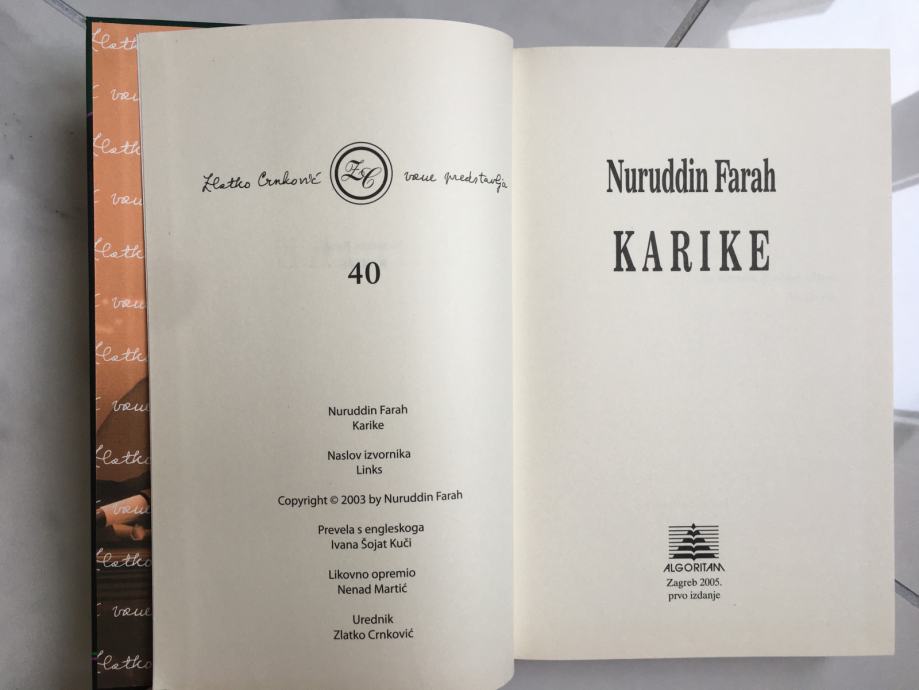 Zlatko Crnković ZC vam predstavlja
40
Nuruddin Farah
Karike
Naslov izvornika
Links
Copyright © 2003 by Nuruddin Farah
Prevela s engleskoga
Ivana Šojat Kuči
Likovno opremio
Nenad Martić
Urednik
Zlatko Crnković
Nuruddin Farah
KARIKE
ALGORITAM
Zagreb 2005.
prvo izdanje